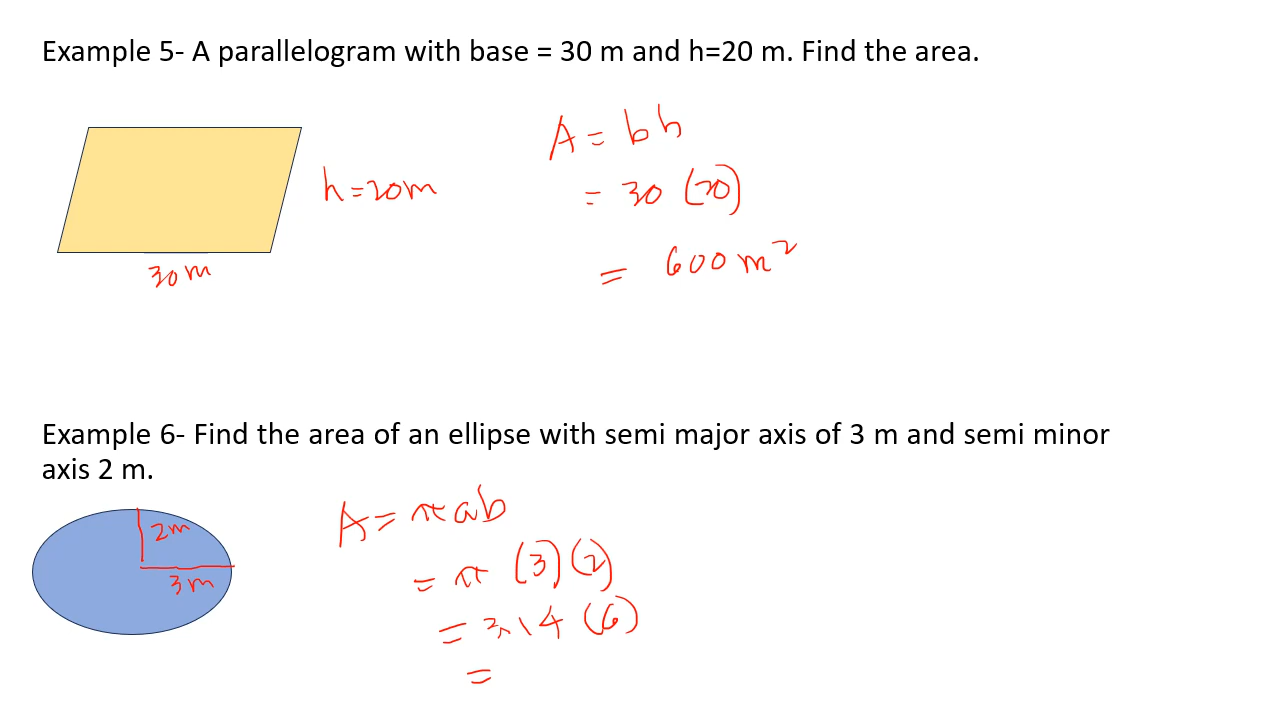 Example 5- A parallelogram with base = 30 m and h=20 m. Find the area.
A = bh
h = 20m
= 30 (20)
30 m
= 600 m²
Example 6- Find the area of an ellipse with semi major axis of 3 m and semi minor
axis 2 m.
A = πab
2m
= π (3)(2)
3 m
= 3.14 (6)
=